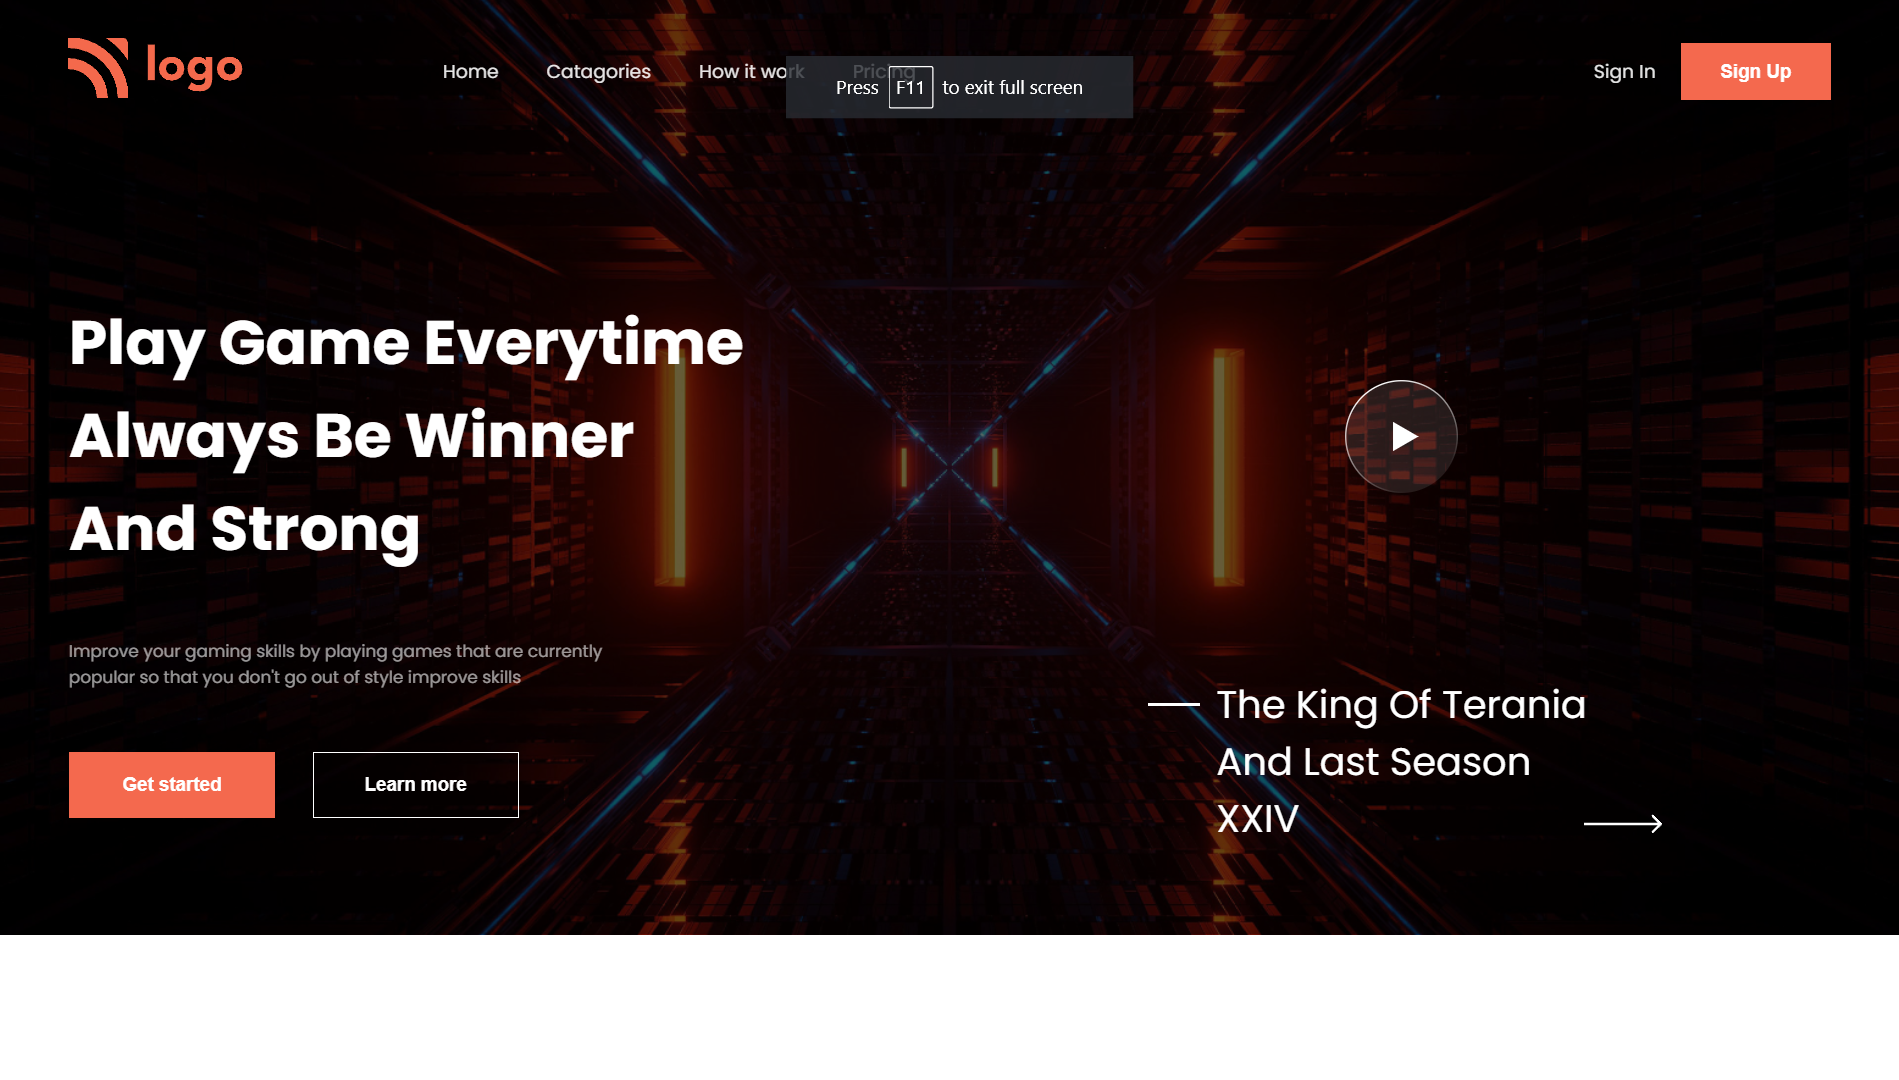 logo
Home Catagories How it work Pricing
Sign In Sign Up
Press F11 to exit full screen
Play Game Everytime
Always Be Winner
And Strong
Improve your gaming skills by playing games that are currently
popular so that you don't go out of style improve skills
Get started Learn more
The King Of Terania
And Last Season
XXIV